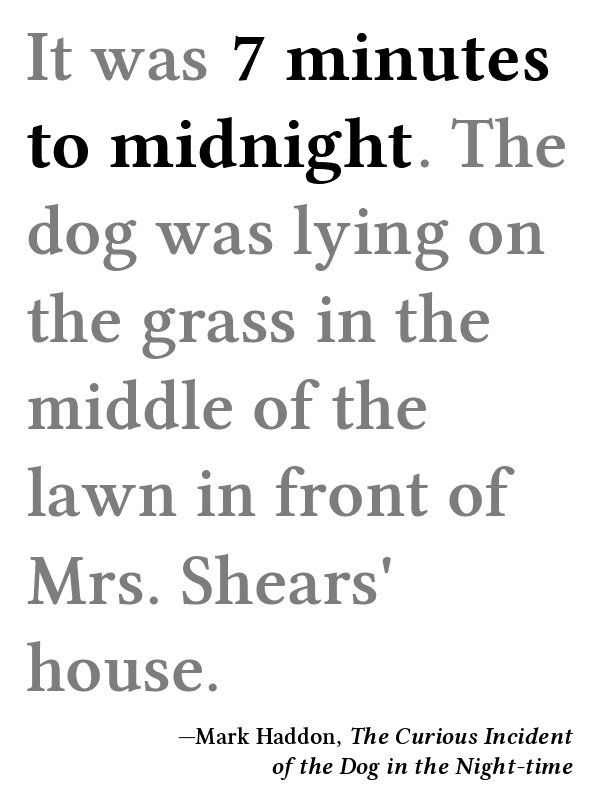 It was 7 minutes
to midnight. The
dog was lying on
the grass in the
middle of the
lawn in front of
Mrs. Shears'
house.
—Mark Haddon, The Curious Incident
of the Dog in the Night-time